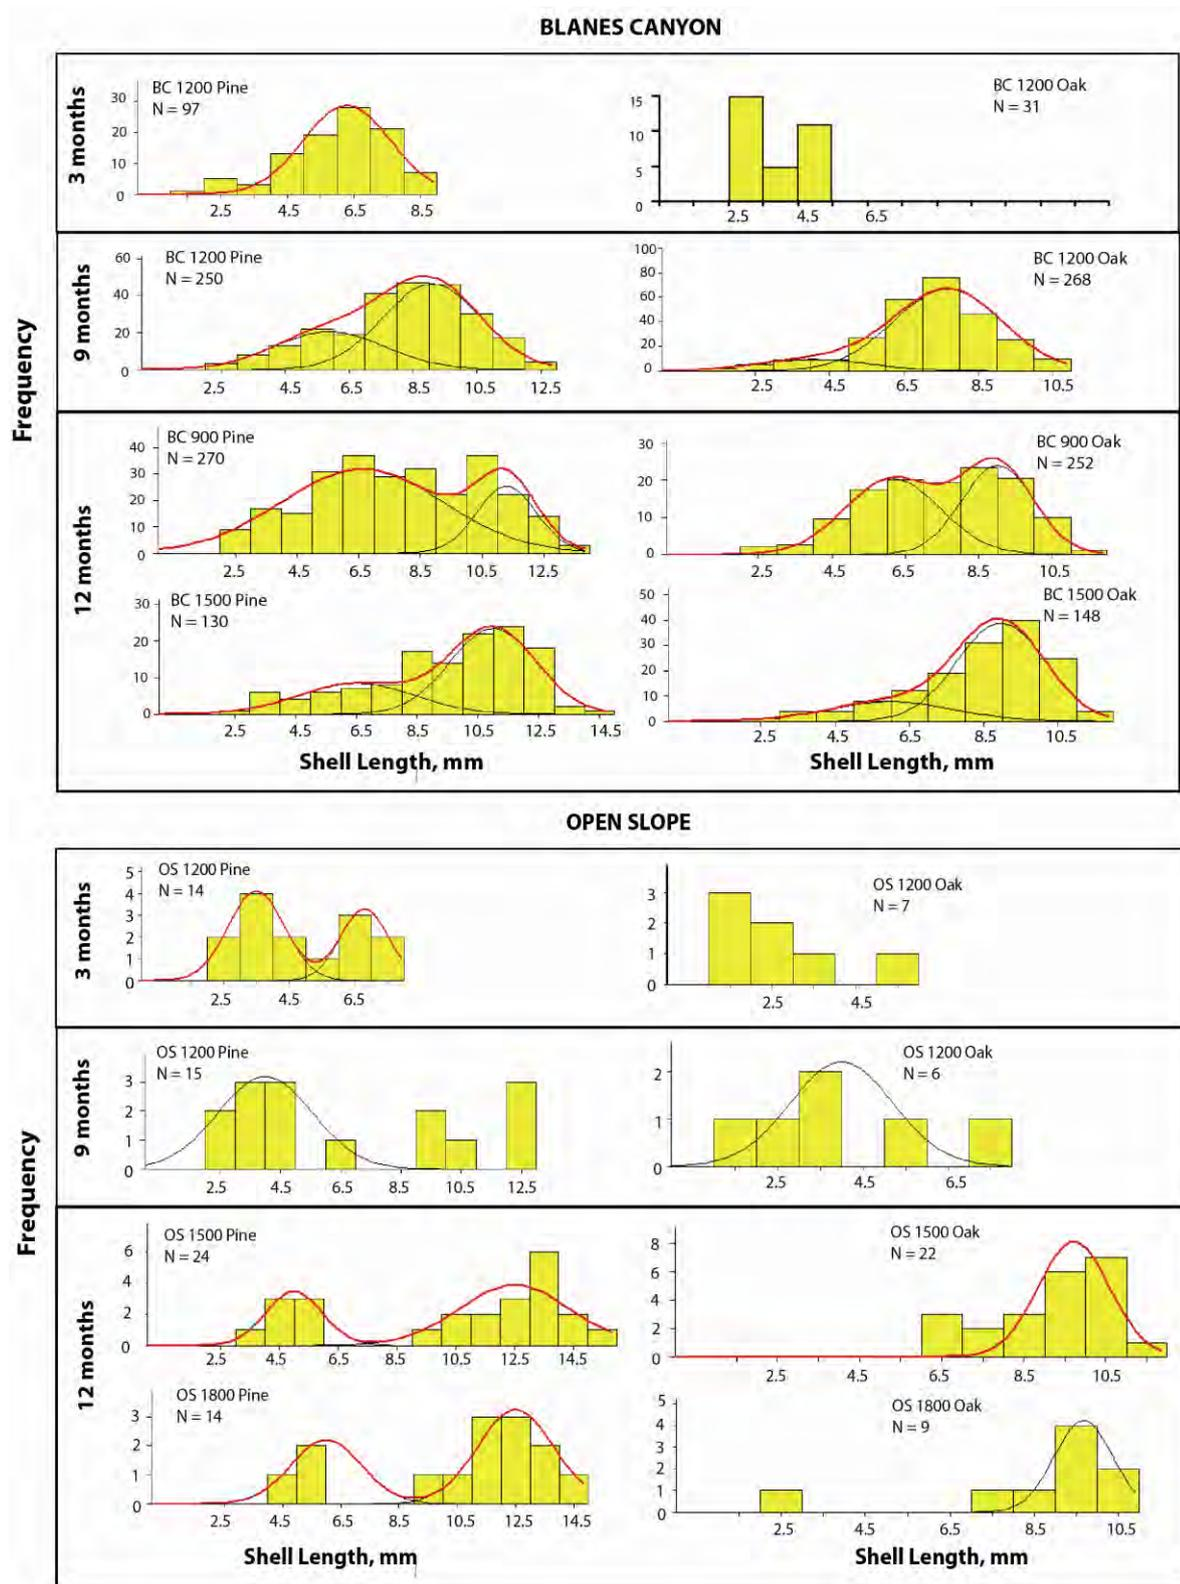 BLANES CANYON
Frequency
3 months
BC 1200 Pine
N = 97
30
20
10
0
2.5 4.5 6.5 8.5
BC 1200 Oak
N = 31
15
10
5
0
2.5 4.5 6.5
9 months
BC 1200 Pine
N = 250
60
40
20
0
2.5 4.5 6.5 8.5 10.5 12.5
BC 1200 Oak
N = 268
100
80
60
40
20
0
2.5 4.5 6.5 8.5 10.5
12 months
BC 900 Pine
N = 270
40
30
20
10
0
2.5 4.5 6.5 8.5 10.5 12.5
BC 900 Oak
N = 252
30
20
10
0
2.5 4.5 6.5 8.5 10.5
BC 1500 Pine
N = 130
30
20
10
0
2.5 4.5 6.5 8.5 10.5 12.5 14.5
Shell Length, mm
BC 1500 Oak
N = 148
50
40
30
20
10
0
2.5 4.5 6.5 8.5 10.5
Shell Length, mm
OPEN SLOPE
Frequency
3 months
OS 1200 Pine
N = 14
5
4
3
2
1
0
2.5 4.5 6.5
OS 1200 Oak
N = 7
3
2
1
0
2.5 4.5
9 months
OS 1200 Pine
N = 15
3
2
1
0
2.5 4.5 6.5 8.5 10.5 12.5
OS 1200 Oak
N = 6
2
1
0
2.5 4.5 6.5
12 months
OS 1500 Pine
N = 24
6
4
2
0
2.5 4.5 6.5 8.5 10.5 12.5 14.5
OS 1500 Oak
N = 22
8
6
4
2
0
2.5 4.5 6.5 8.5 10.5
OS 1800 Pine
N = 14
3
2
1
0
2.5 4.5 6.5 8.5 10.5 12.5 14.5
Shell Length, mm
OS 1800 Oak
N = 9
5
4
3
2
1
0
2.5 4.5 6.5 8.5 10.5
Shell Length, mm